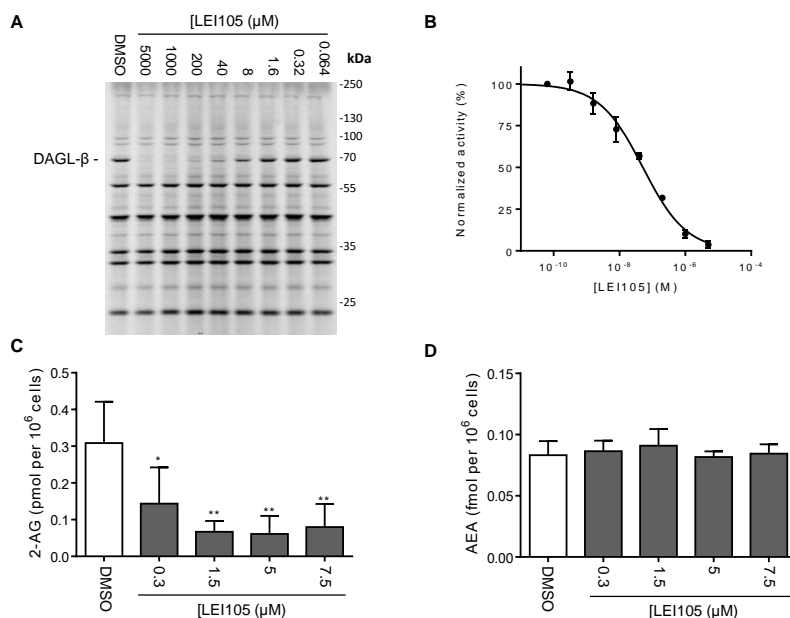 A
[LEI105 (µM)
DMSO
5000
1000
200
40
8
1.6
0.32
0.064
kDa
-250
-130
-100
DAGL-β - -70
-55
-35
-25
B
Normalized activity (%)
100
75
50
25
0
10⁻¹⁰ 10⁻⁸ 10⁻⁶ 10⁻⁴
[LEI105] (M)
C
2-AG (pmol per 10⁶ cells)
0.5
0.4
0.3
0.2
0.1
0.0
* ** ** **
DMSO 0.3 1.5 5 7.5
[LEI105 (µM)
D
AEA (fmol per 10⁶ cells)
0.15
0.10
0.05
0.00
DMSO 0.3 1.5 5 7.5
[LEI105 (µM)